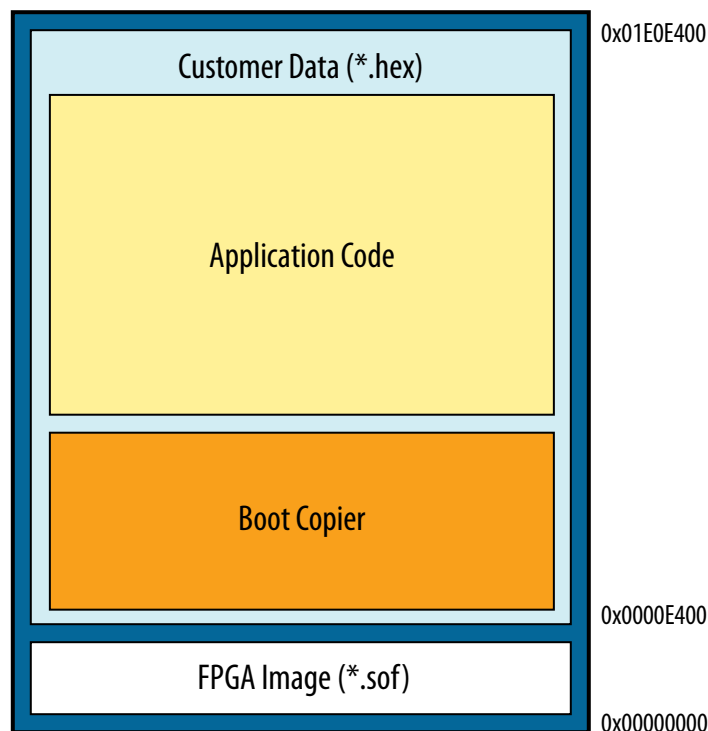 0x01E0E400
Customer Data (*.hex)
Application Code
Boot Copier
0x0000E400
FPGA Image (*.sof)
0x00000000